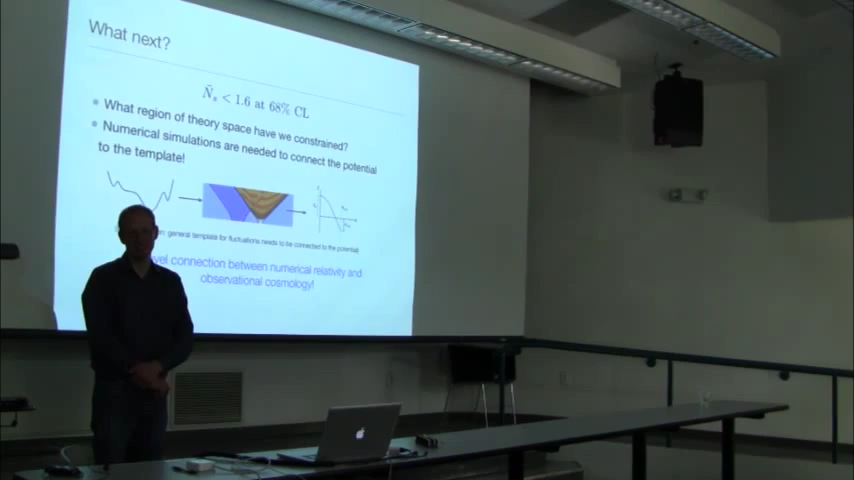 What next?
N̄s < 1.6 at 68% CL
• What region of theory space have we constrained?
• Numerical simulations are needed to connect the potential
to the template!
general template for fluctuations needs to be connected to the potential
connection between numerical relativity and
observational cosmology!